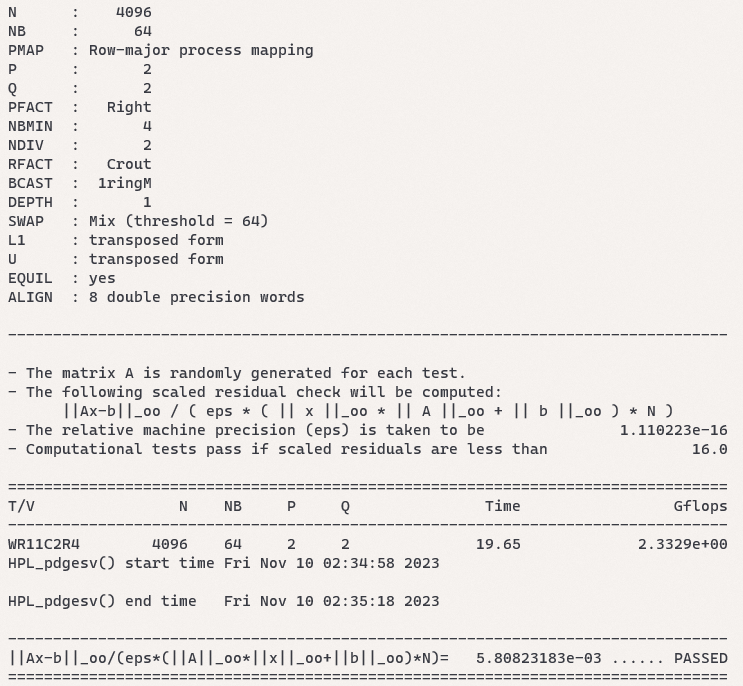 N      :    4096
NB     :      64
PMAP   : Row-major process mapping
P      :       2
Q      :       2
PFACT  :   Right
NBMIN  :       4
NDIV   :       2
RFACT  :   Crout
BCAST  :  1ringM
DEPTH  :       1
SWAP   : Mix (threshold = 64)
L1     : transposed form
U      : transposed form
EQUIL  : yes
ALIGN  : 8 double precision words
--------------------------------------------------------------------------------
- The matrix A is randomly generated for each test.
- The following scaled residual check will be computed:
      ||Ax-b||_oo / ( eps * ( || x ||_oo * || A ||_oo + || b ||_oo ) * N )
- The relative machine precision (eps) is taken to be               1.110223e-16
- Computational tests pass if scaled residuals are less than                16.0
================================================================================
T/V                N    NB     P     Q               Time                 Gflops
--------------------------------------------------------------------------------
WR11C2R4        4096    64     2     2              19.65             2.3329e+00
HPL_pdgesv() start time Fri Nov 10 02:34:58 2023
HPL_pdgesv() end time   Fri Nov 10 02:35:18 2023
--------------------------------------------------------------------------------
||Ax-b||_oo/(eps*(||A||_oo*||x||_oo+||b||_oo)*N)=   5.80823183e-03 ...... PASSED
================================================================================